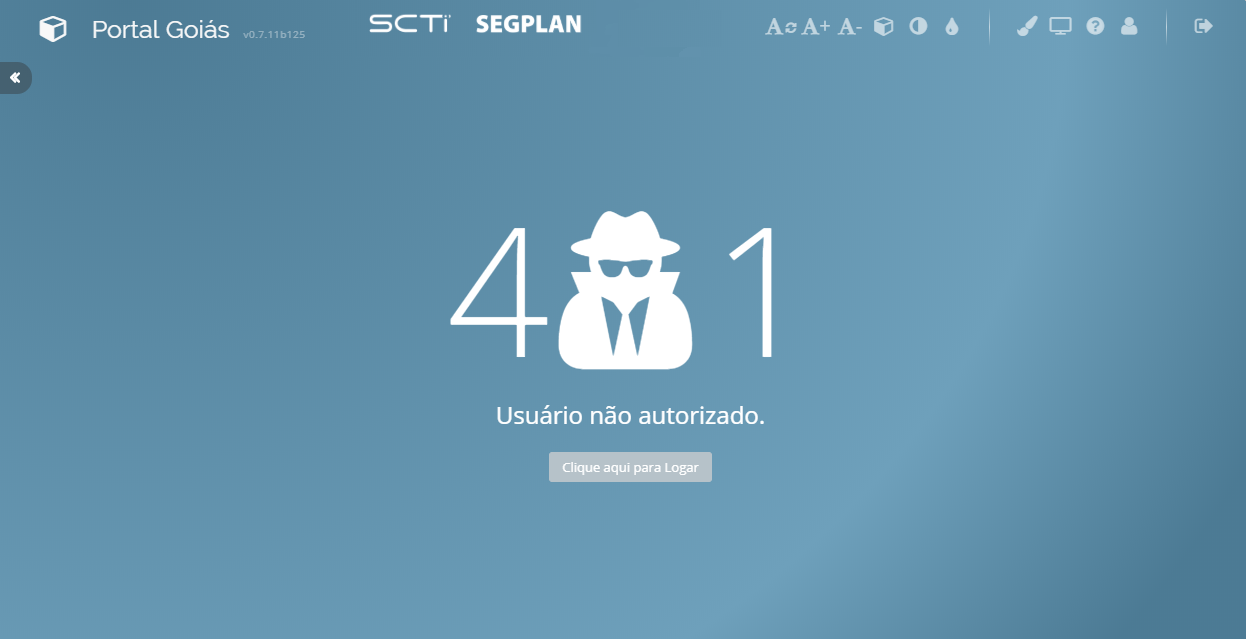 Portal Goiás v0.7.11b125
SCTi SEGPLAN
A A+ A-
4 1
Usuário não autorizado.
Clique aqui para Logar